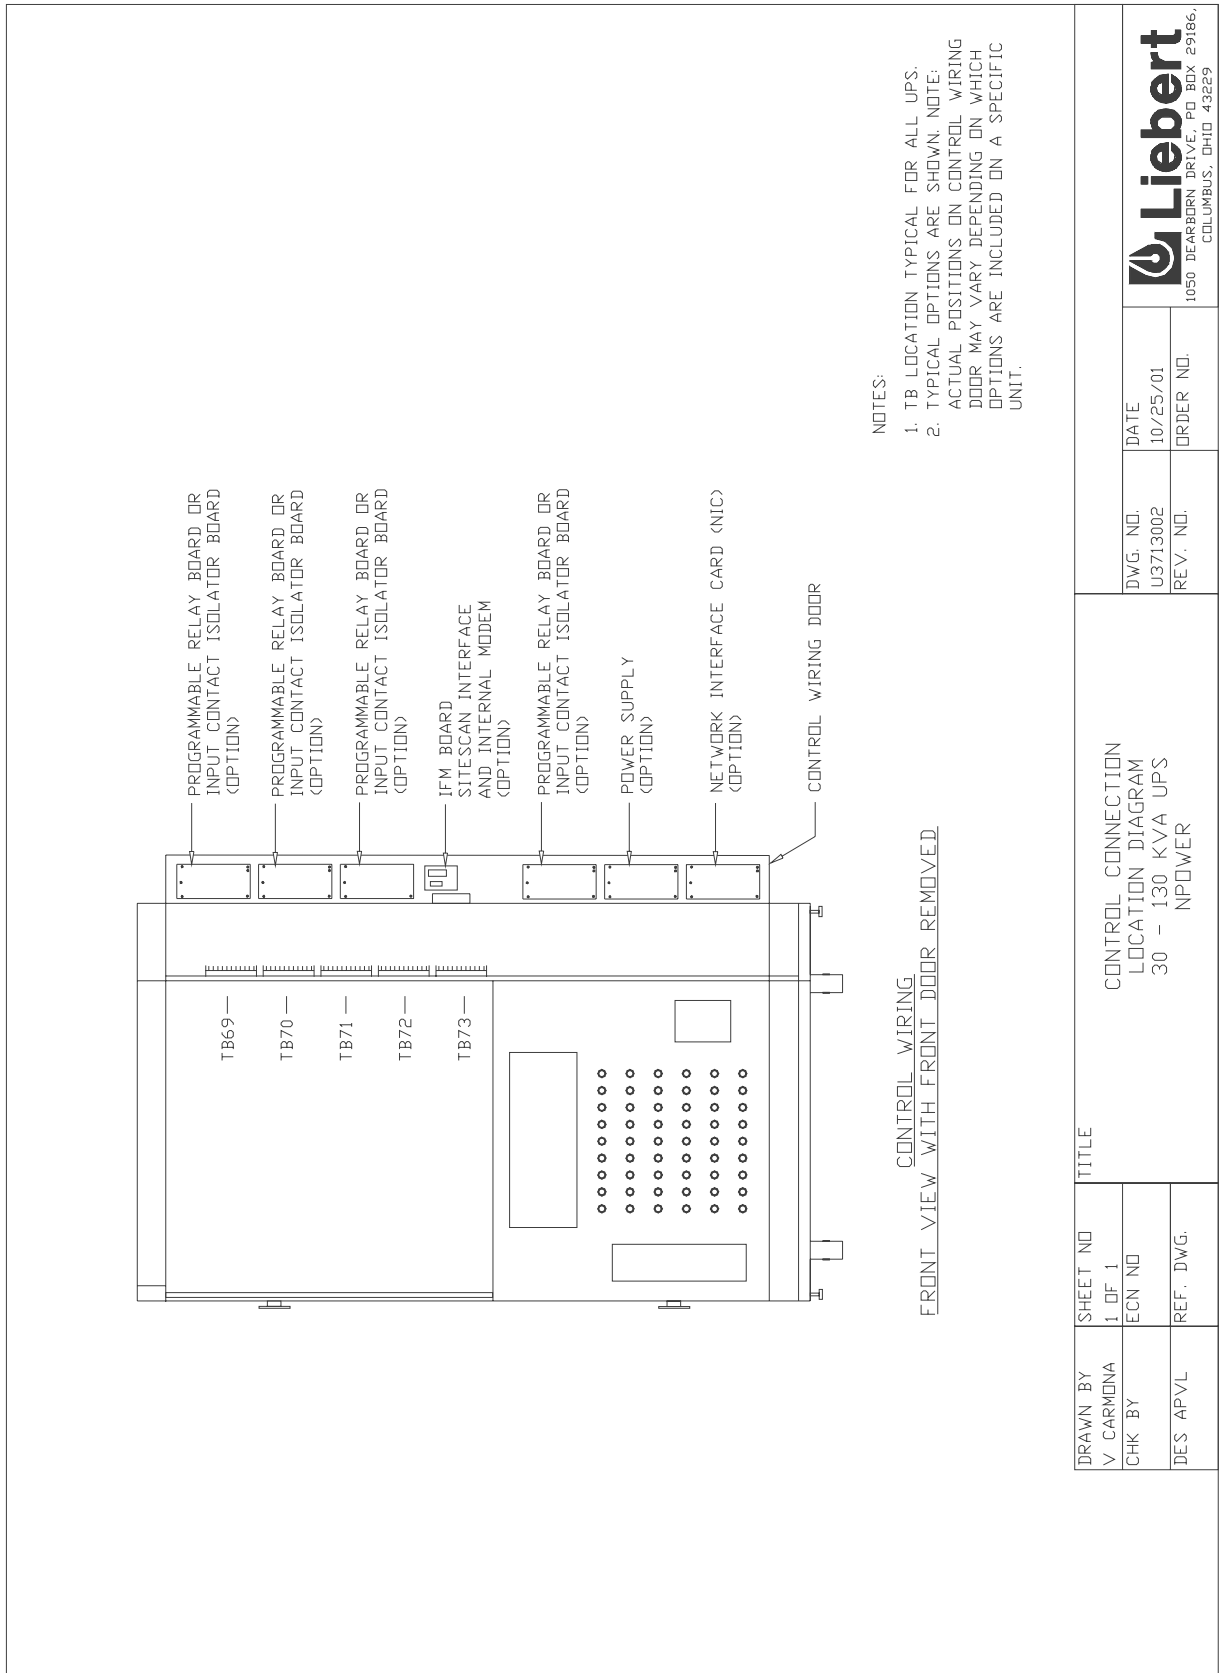 PROGRAMMABLE RELAY BOARD OR
INPUT CONTACT ISOLATOR BOARD
(OPTION)
PROGRAMMABLE RELAY BOARD OR
INPUT CONTACT ISOLATOR BOARD
(OPTION)
PROGRAMMABLE RELAY BOARD OR
INPUT CONTACT ISOLATOR BOARD
(OPTION)
IFM BOARD
SITESCAN INTERFACE
AND INTERNAL MODEM
(OPTION)
PROGRAMMABLE RELAY BOARD OR
INPUT CONTACT ISOLATOR BOARD
(OPTION)
POWER SUPPLY
(OPTION)
NETWORK INTERFACE CARD (NIC)
(OPTION)
CONTROL WIRING DOOR
TB69
TB70
TB71
TB72
TB73
CONTROL WIRING
FRONT VIEW WITH FRONT DOOR REMOVED
NOTES:
1. TB LOCATION TYPICAL FOR ALL UPS.
2. TYPICAL OPTIONS ARE SHOWN. NOTE:
ACTUAL POSITIONS ON CONTROL WIRING
DOOR MAY VARY DEPENDING ON WHICH
OPTIONS ARE INCLUDED ON A SPECIFIC
UNIT.
DRAWN BY
V CARMONA
CHK BY
DES APVL
SHEET NO
1 OF 1
ECN NO
REF. DWG.
TITLE
CONTROL CONNECTION
LOCATION DIAGRAM
30 - 130 KVA UPS
NPOWER
DWG. NO.
U3713002
REV. NO.
DATE
10/25/01
ORDER NO.
Liebert
1050 DEARBORN DRIVE, PO BOX 29186,
COLUMBUS, OHIO 43229